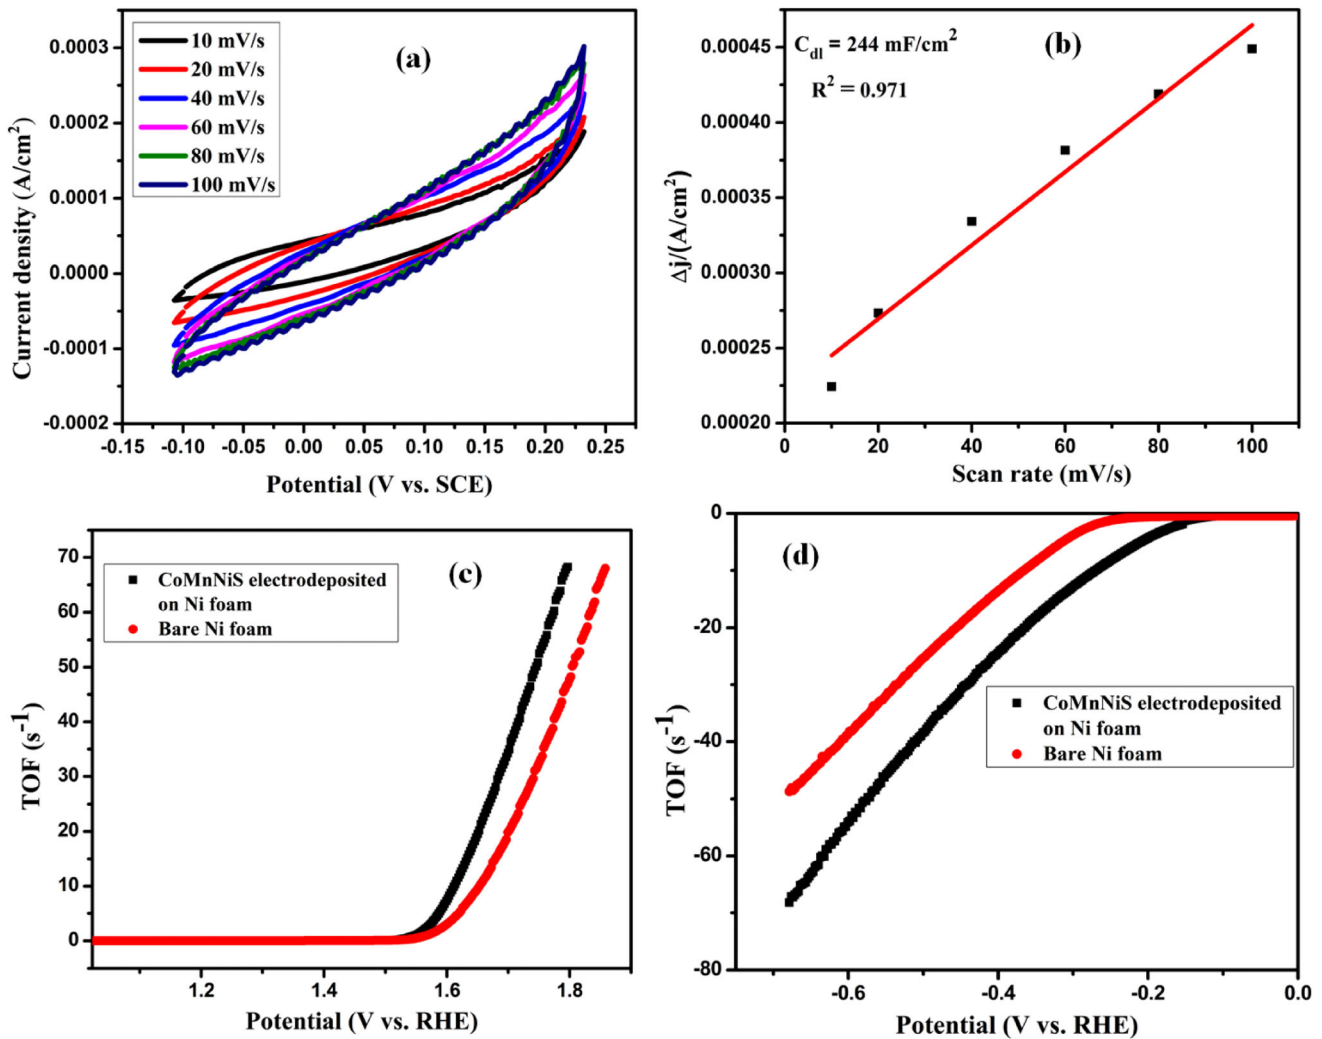 (a)
10 mV/s
20 mV/s
40 mV/s
60 mV/s
80 mV/s
100 mV/s
0.0003
0.0002
0.0001
0.0000
-0.0001
-0.0002
Current density (A/cm²)
-0.15 -0.10 -0.05 0.00 0.05 0.10 0.15 0.20 0.25
Potential (V vs. SCE)
(b)
C_dl = 244 mF/cm²
R² = 0.971
0.00045
0.00040
0.00035
0.00030
0.00025
0.00020
Δj/(A/cm²)
0 20 40 60 80 100
Scan rate (mV/s)
(c)
CoMnNiS electrodeposited
on Ni foam
Bare Ni foam
70
60
50
40
30
20
10
0
TOF (s⁻¹)
1.2 1.4 1.6 1.8
Potential (V vs. RHE)
(d)
CoMnNiS electrodeposited
on Ni foam
Bare Ni foam
0
-20
-40
-60
-80
TOF (s⁻¹)
-0.6 -0.4 -0.2 0.0
Potential (V vs. RHE)